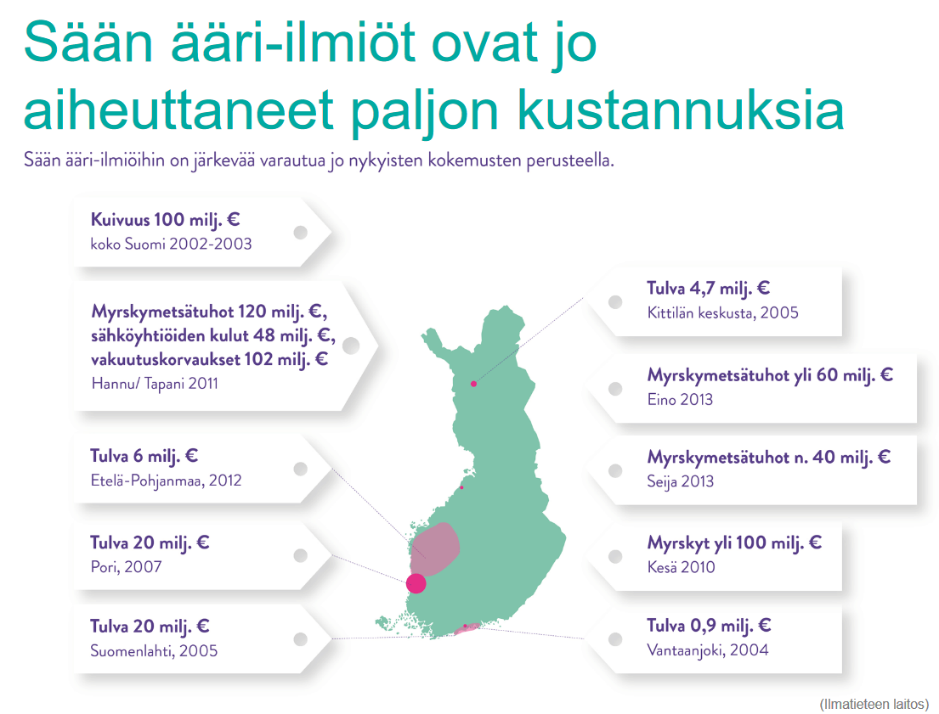 Sään ääri-ilmiöt ovat jo
aiheuttaneet paljon kustannuksia
Sään ääri-ilmiöihin on järkevää varautua jo nykyisten kokemusten perusteella.
Kuivuus 100 milj. €
koko Suomi 2002-2003
Myrskymetsätuhot 120 milj. €,
sähköyhtiöiden kulut 48 milj. €,
vakuutuskorvaukset 102 milj. €
Hannu/ Tapani 2011
Tulva 6 milj. €
Etelä-Pohjanmaa, 2012
Tulva 20 milj. €
Pori, 2007
Tulva 20 milj. €
Suomenlahti, 2005
Tulva 4,7 milj. €
Kittilän keskusta, 2005
Myrskymetsätuhot yli 60 milj. €
Eino 2013
Myrskymetsätuhot n. 40 milj. €
Seija 2013
Myrskyt yli 100 milj. €
Kesä 2010
Tulva 0,9 milj. €
Vantaanjoki, 2004
(Ilmatieteen laitos)